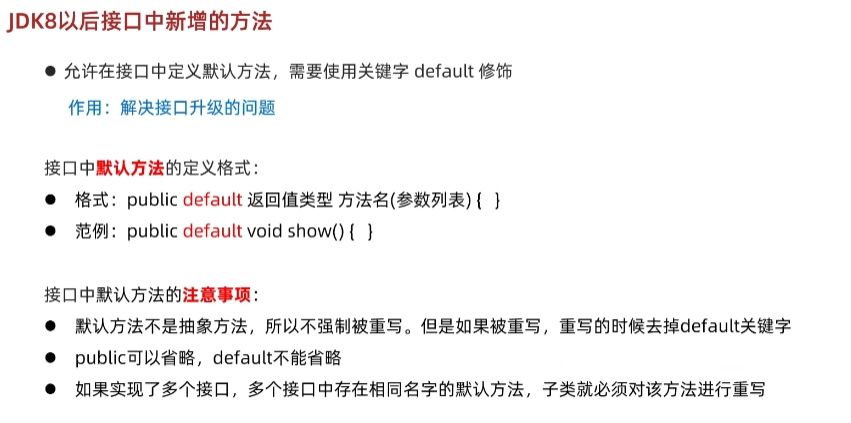 JDK8以后接口中新增的方法
● 允许在接口中定义默认方法，需要使用关键字 default 修饰
作用：解决接口升级的问题
接口中默认方法的定义格式：
● 格式：public default 返回值类型 方法名(参数列表) { }
● 范例：public default void show() { }
接口中默认方法的注意事项：
● 默认方法不是抽象方法，所以不强制被重写。但是如果被重写，重写的时候去掉default关键字
● public可以省略，default不能省略
● 如果实现了多个接口，多个接口中存在相同名字的默认方法，子类就必须对该方法进行重写